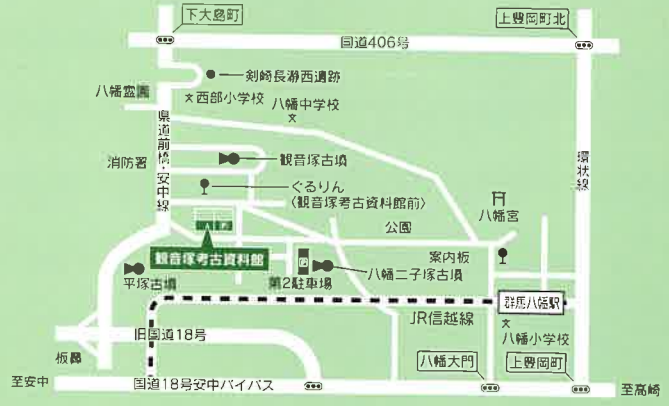 下大島町
上豊岡町北
国道406号
剣崎長瀞西遺跡
八幡霊園
西部小学校
八幡中学校
県道前橋・安中線
消防署
観音塚古墳
環状線
ぐるりん
〈観音塚考古資料館前〉
八幡宮
公園
P
観音塚考古資料館
案内板
P
八幡二子塚古墳
平塚古墳
第2駐車場
群馬八幡駅
JR信越線
旧国道18号
八幡小学校
板鼻
八幡大門
上豊岡町
至安中
国道18号安中バイパス
至高崎